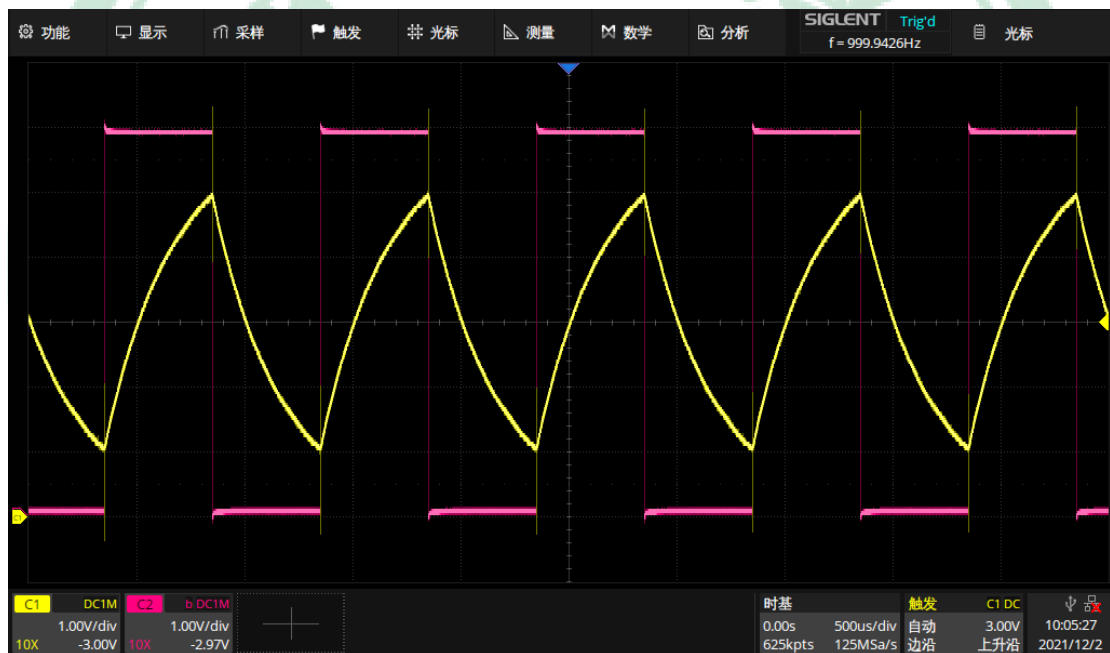 功能 显示 采样 触发 光标 测量 数学 分析 SIGLENT Trig'd 光标
f = 999.9426Hz
C1 DC1M C2 b DC1M 时基 触发 C1 DC
1.00V/div 1.00V/div 0.00s 500us/div 自动 3.00V 10:05:27
10X -3.00V 10X -2.97V 625kpts 125MSa/s 边沿 上升沿 2021/12/2